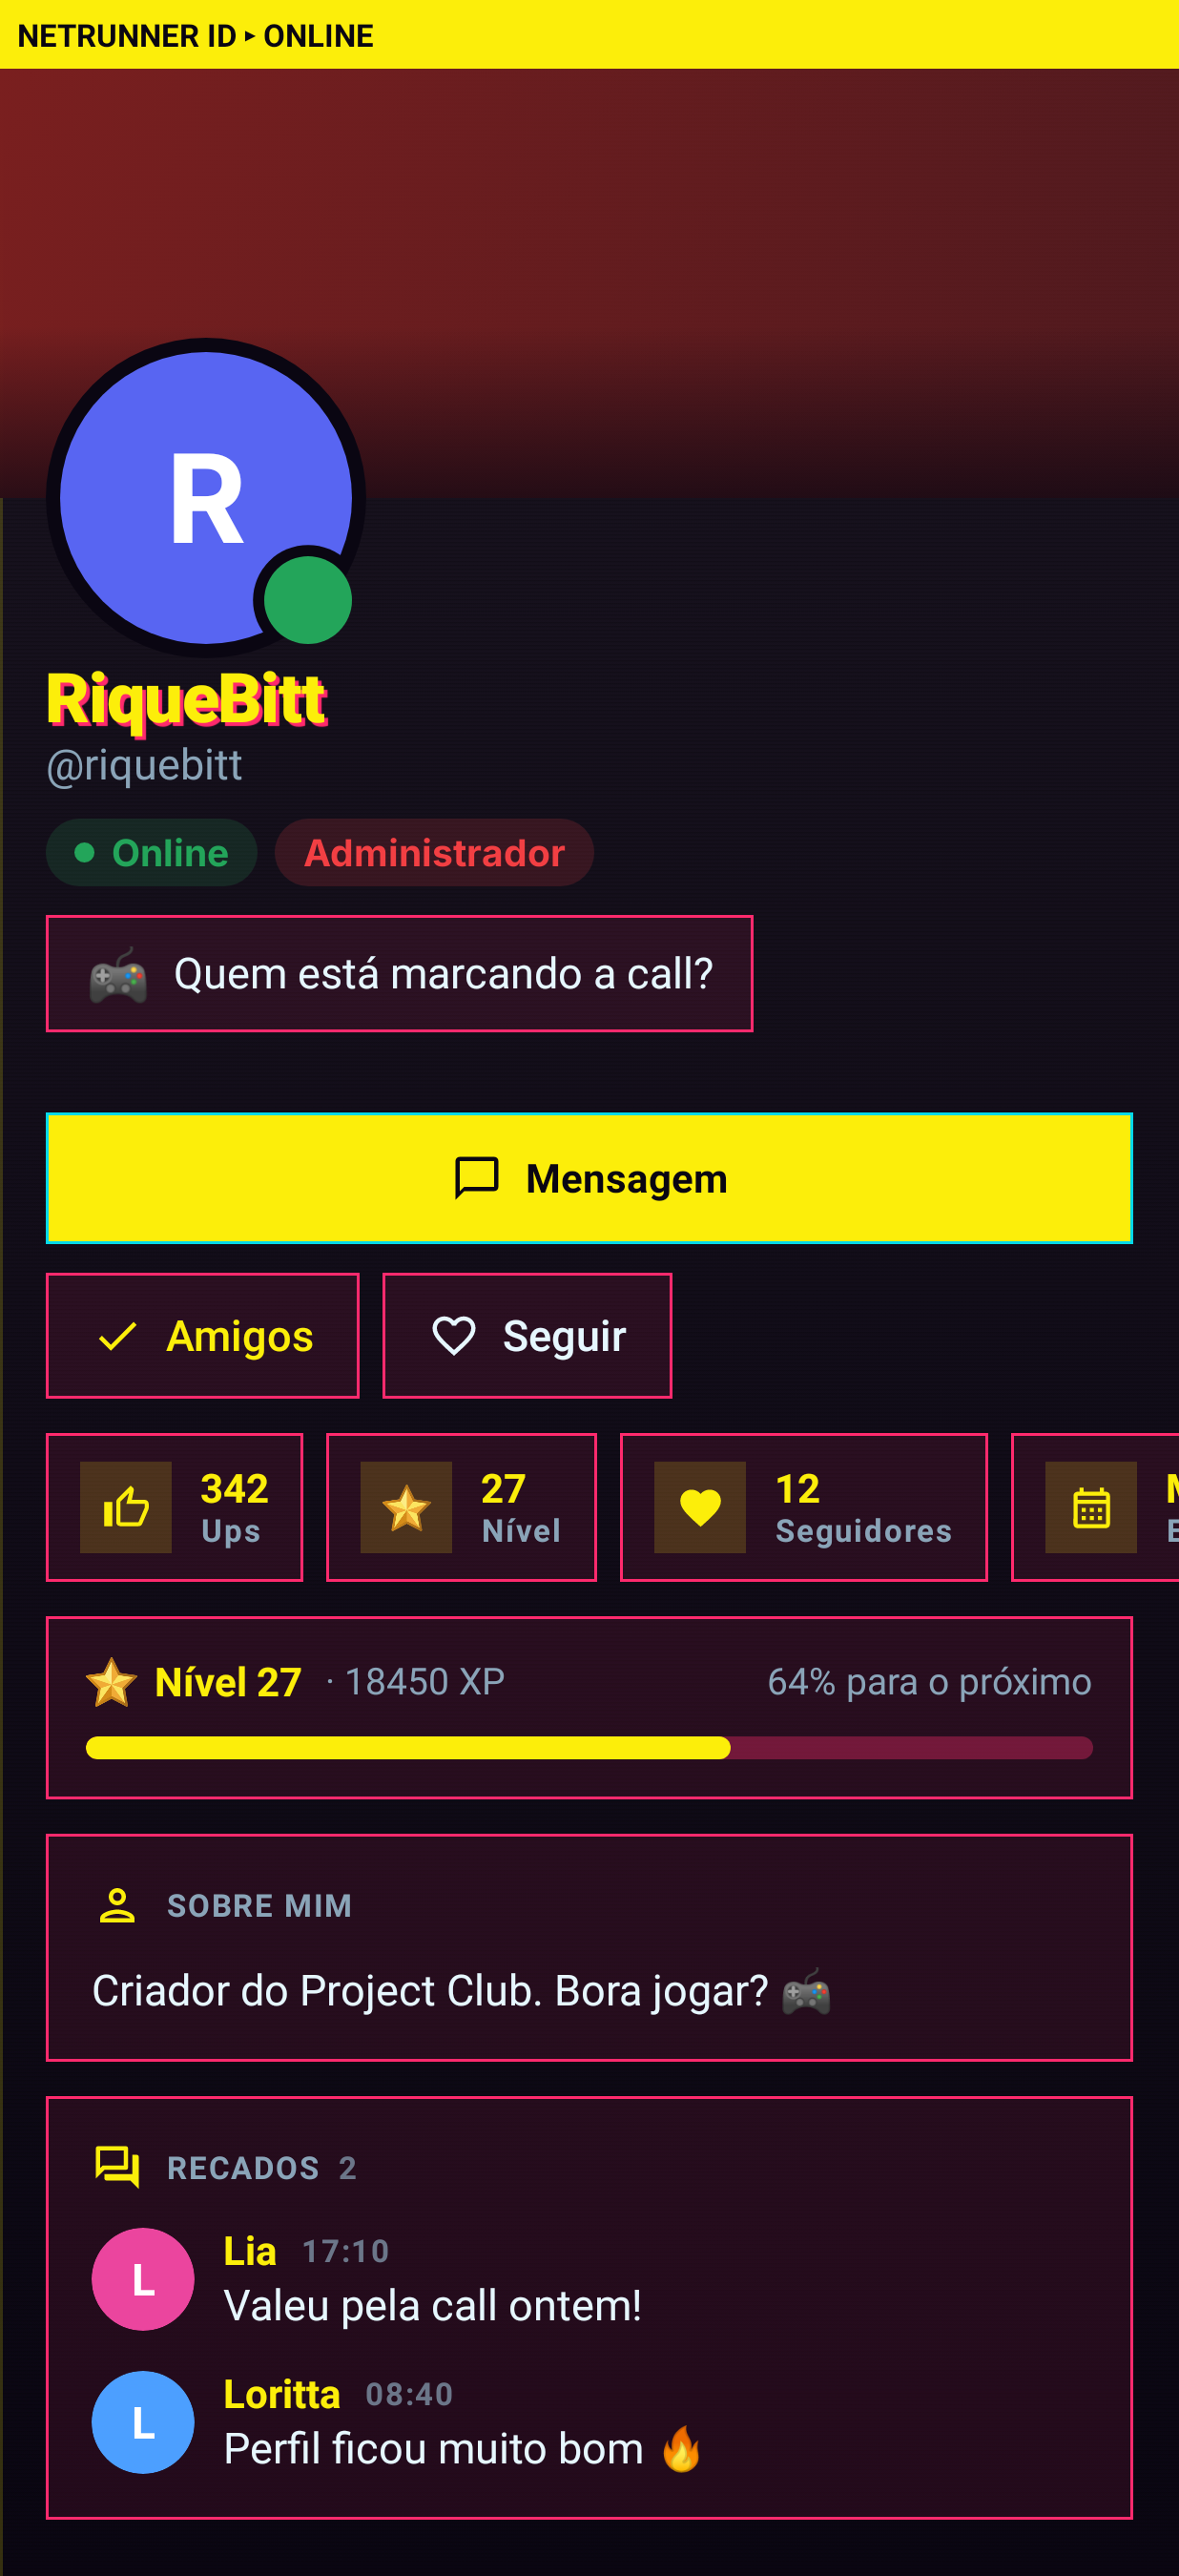 NETRUNNER ID ▸ ONLINE
R
RiqueBitt
@riquebitt
Online
Administrador
🎮 Quem está marcando a call?
Mensagem
Amigos
Seguir
342
Ups
27
Nível
12
Seguidores
Nível 27 · 18450 XP
64% para o próximo
SOBRE MIM
Criador do Project Club. Bora jogar? 🎮
RECADOS 2
L
Lia 17:10
Valeu pela call ontem!
L
Loritta 08:40
Perfil ficou muito bom 🔥